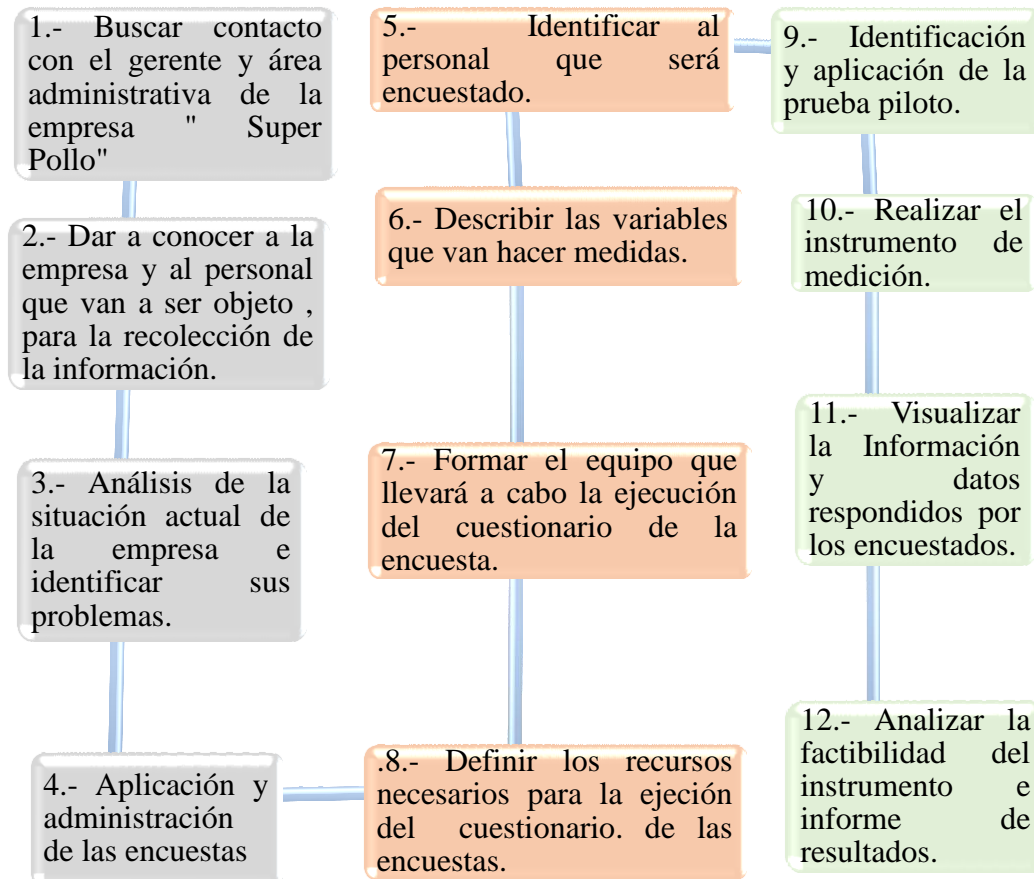 1.- Buscar contacto
con el gerente y área
administrativa de la
empresa " Super
Pollo"
2.- Dar a conocer a la
empresa y al personal
que van a ser objeto ,
para la recolección de
la información.
3.- Análisis de la
situación actual de
la empresa e
identificar sus
problemas.
4.- Aplicación y
administración
de las encuestas
5.- Identificar al
personal que será
encuestado.
6.- Describir las variables
que van hacer medidas.
7.- Formar el equipo que
llevará a cabo la ejecución
del cuestionario de la
encuesta.
.8.- Definir los recursos
necesarios para la ejeción
del cuestionario. de las
encuestas.
9.- Identificación
y aplicación de la
prueba piloto.
10.- Realizar el
instrumento de
medición.
11.- Visualizar
la Información
y datos
respondidos por
los encuestados.
12.- Analizar la
factibilidad del
instrumento e
informe de
resultados.